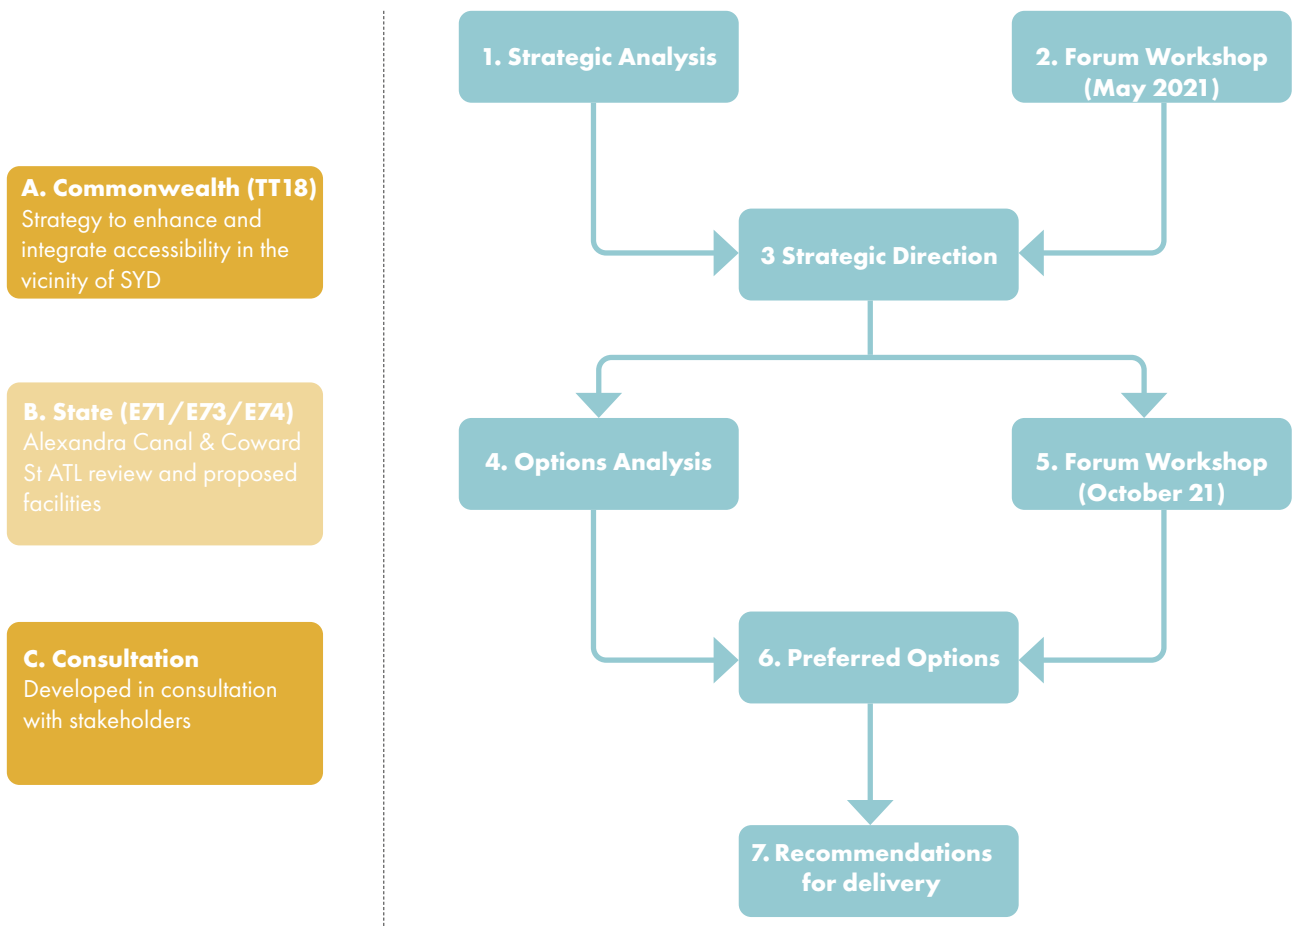 A. Commonwealth (TT18)
Strategy to enhance and
integrate accessibility in the
vicinity of SYD
B. State (E71/E73/E74)
Alexandra Canal & Coward
St ATL review and proposed
facilities
C. Consultation
Developed in consultation
with stakeholders
1. Strategic Analysis
2. Forum Workshop
(May 2021)
3 Strategic Direction
4. Options Analysis
5. Forum Workshop
(October 21)
6. Preferred Options
7. Recommendations
for delivery